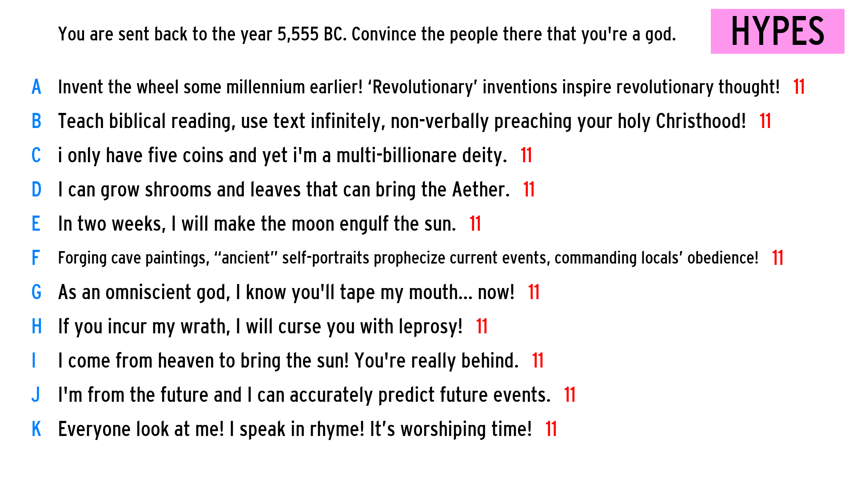 You are sent back to the year 5,555 BC. Convince the people there that you're a god.
HYPES
A Invent the wheel some millennium earlier! ‘Revolutionary’ inventions inspire revolutionary thought! 11
B Teach biblical reading, use text infinitely, non-verbally preaching your holy Christhood! 11
C i only have five coins and yet i'm a multi-billionare deity. 11
D I can grow shrooms and leaves that can bring the Aether. 11
E In two weeks, I will make the moon engulf the sun. 11
F Forging cave paintings, “ancient” self-portraits prophecize current events, commanding locals’ obedience! 11
G As an omniscient god, I know you'll tape my mouth... now! 11
H If you incur my wrath, I will curse you with leprosy! 11
I I come from heaven to bring the sun! You're really behind. 11
J I'm from the future and I can accurately predict future events. 11
K Everyone look at me! I speak in rhyme! It’s worshiping time! 11